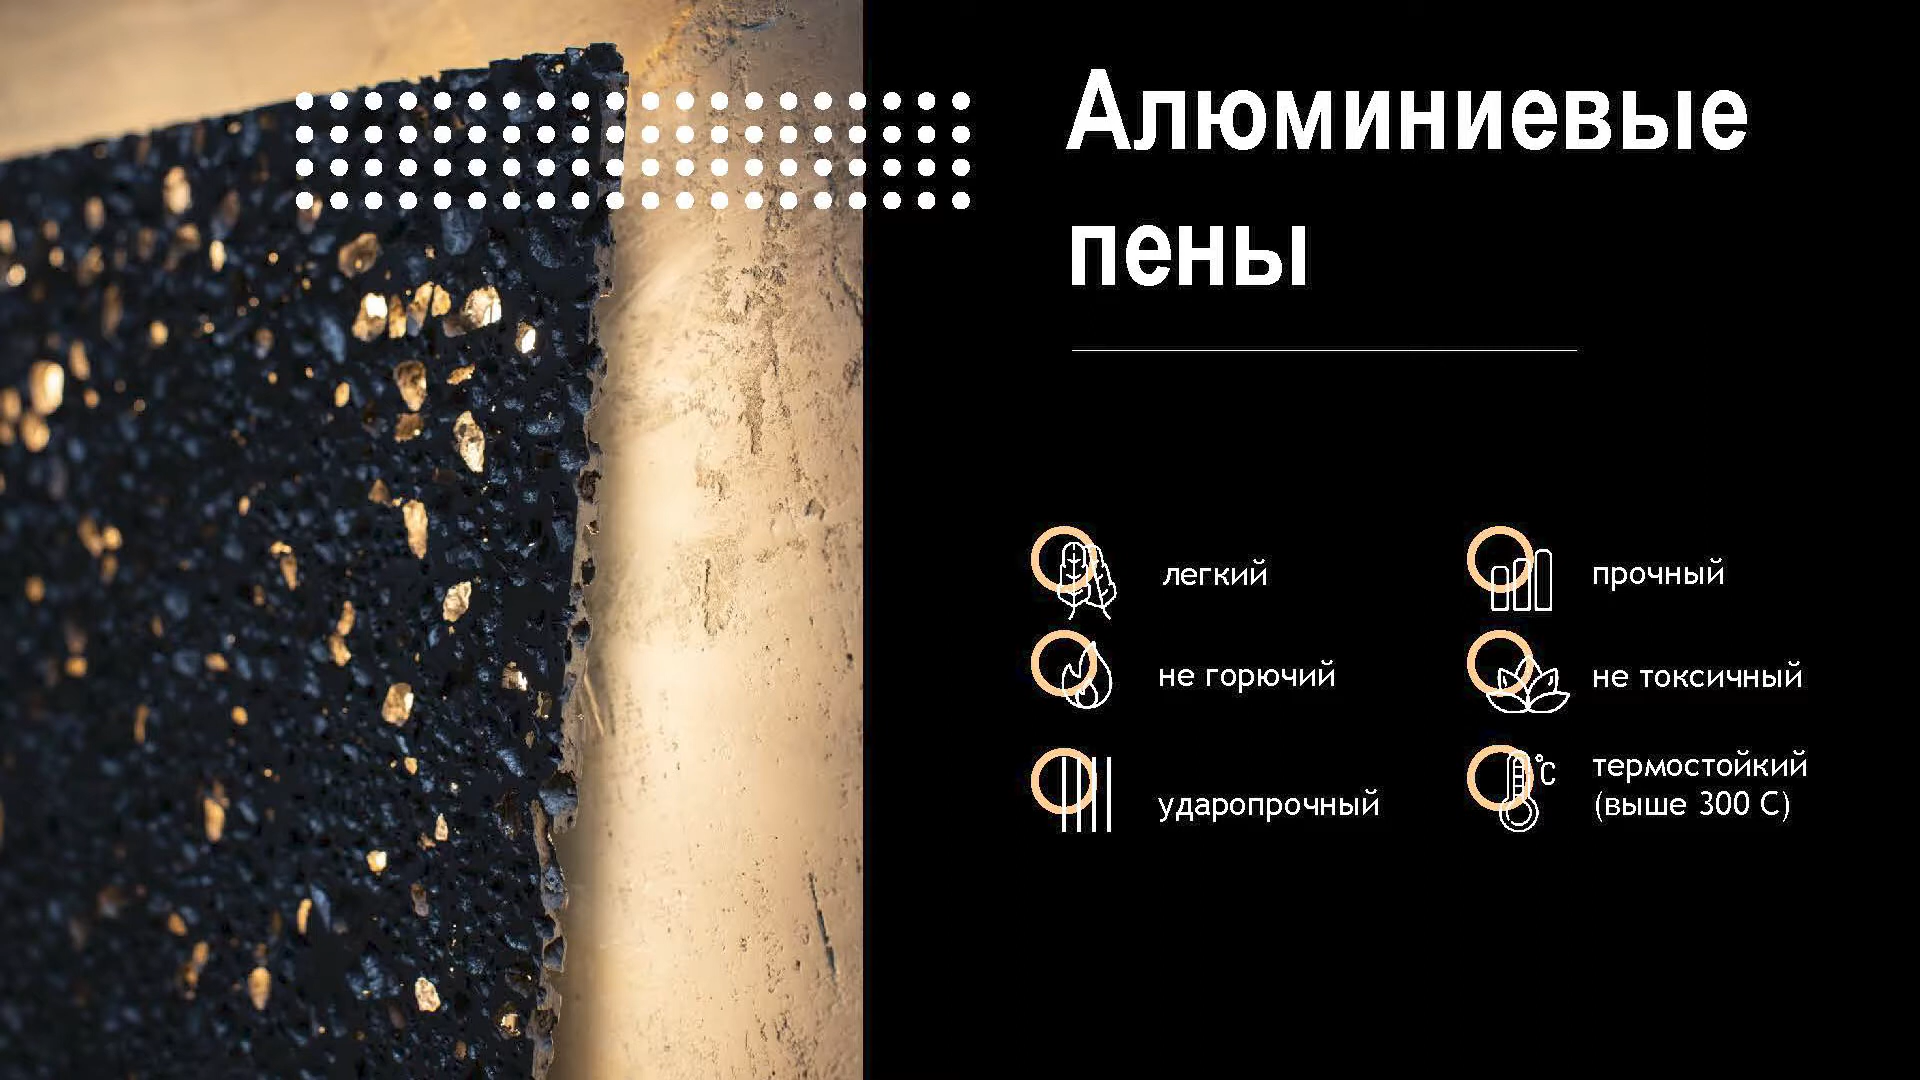 Алюминиевые
пены
легкий
прочный
не горючий
не токсичный
ударопрочный
°C
термостойкий
(выше 300 С)